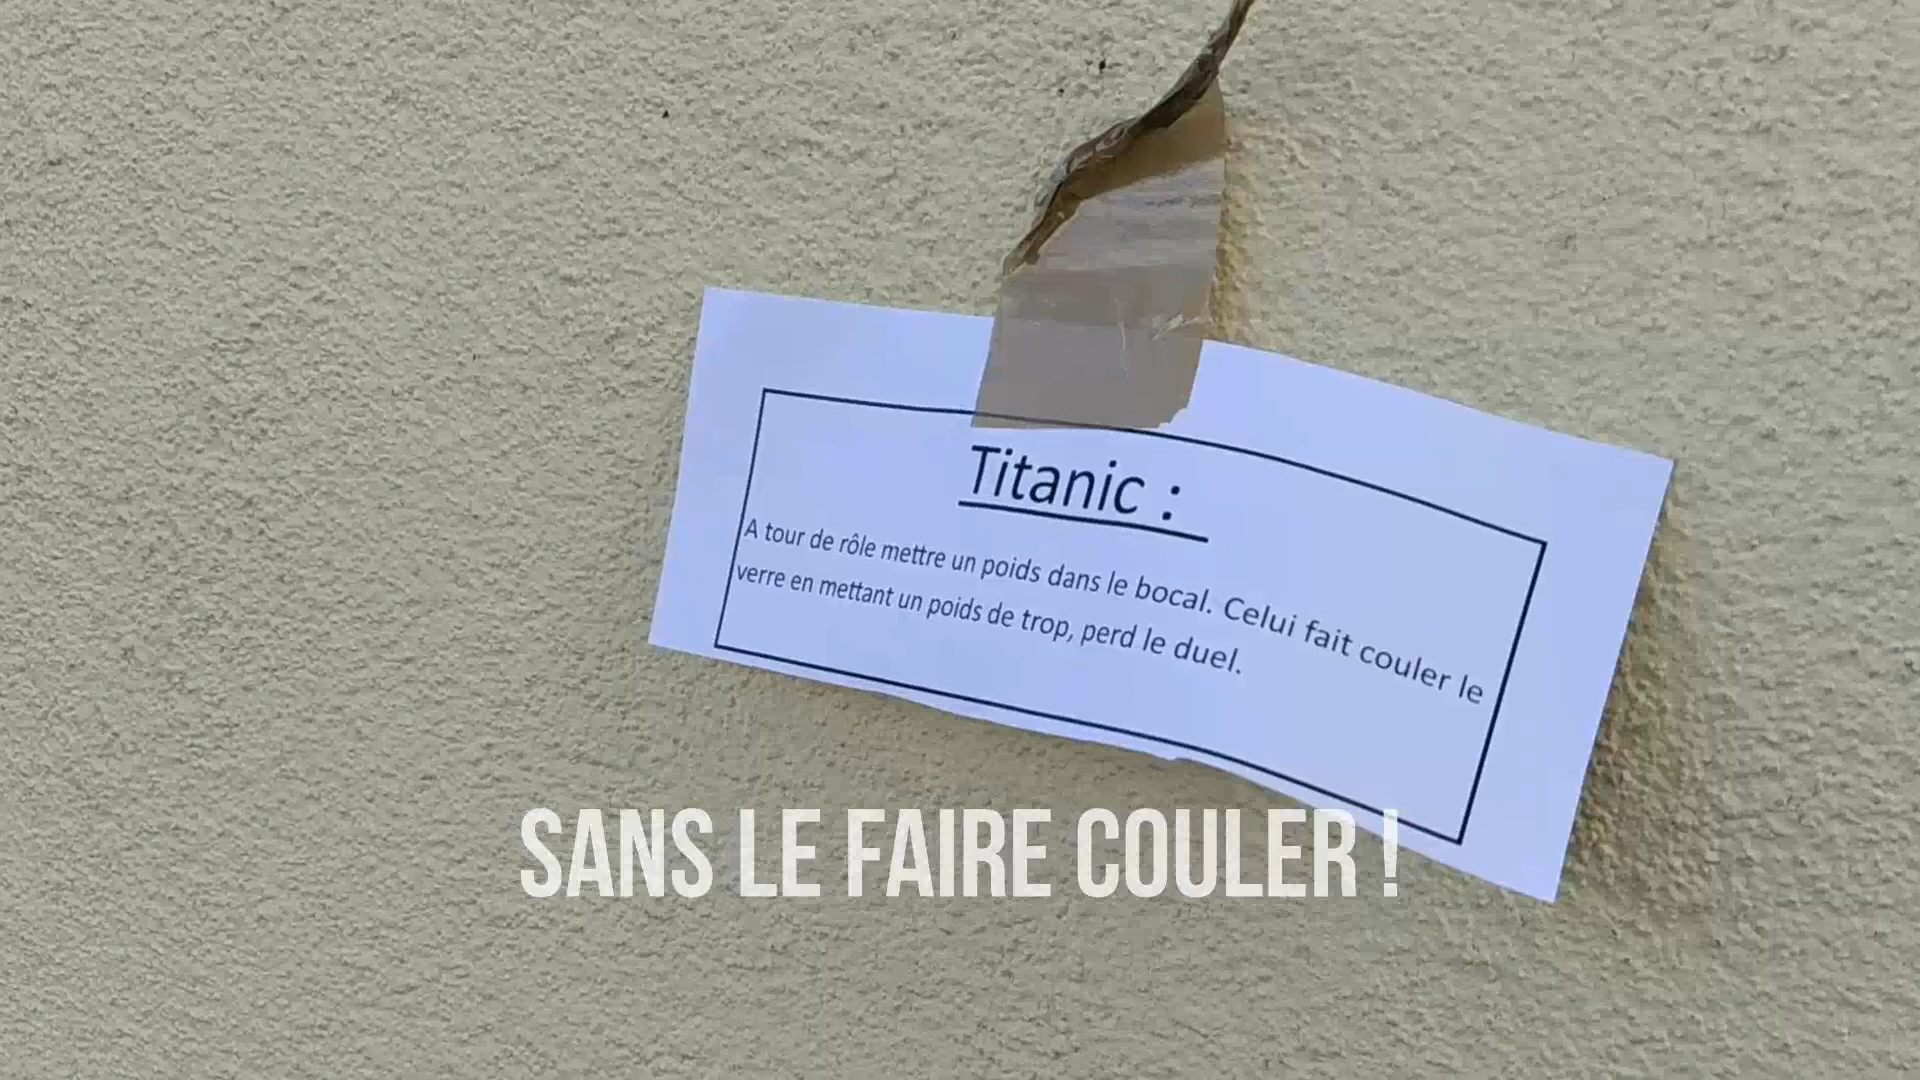 Titanic :
A tour de rôle mettre un poids dans le bocal. Celui fait couler le
verre en mettant un poids de trop, perd le duel.
SANS LE FAIRE COULER !